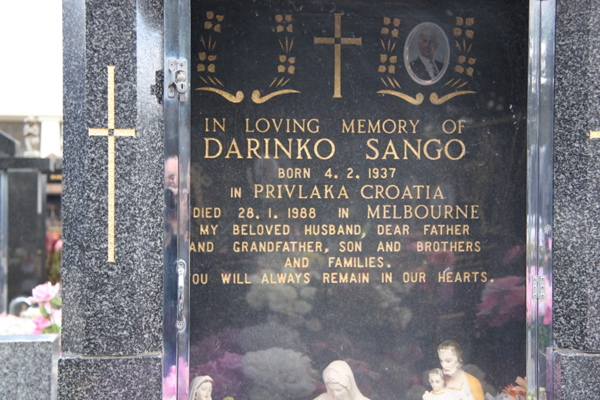 IN LOVING MEMORY OF
DARINKO SANGO
BORN 4. 2. 1937
IN PRIVLAKA CROATIA
DIED 28. 1. 1988 IN MELBOURNE
MY BELOVED HUSBAND, DEAR FATHER
AND GRANDFATHER, SON AND BROTHERS
AND FAMILIES.
YOU WILL ALWAYS REMAIN IN OUR HEARTS.